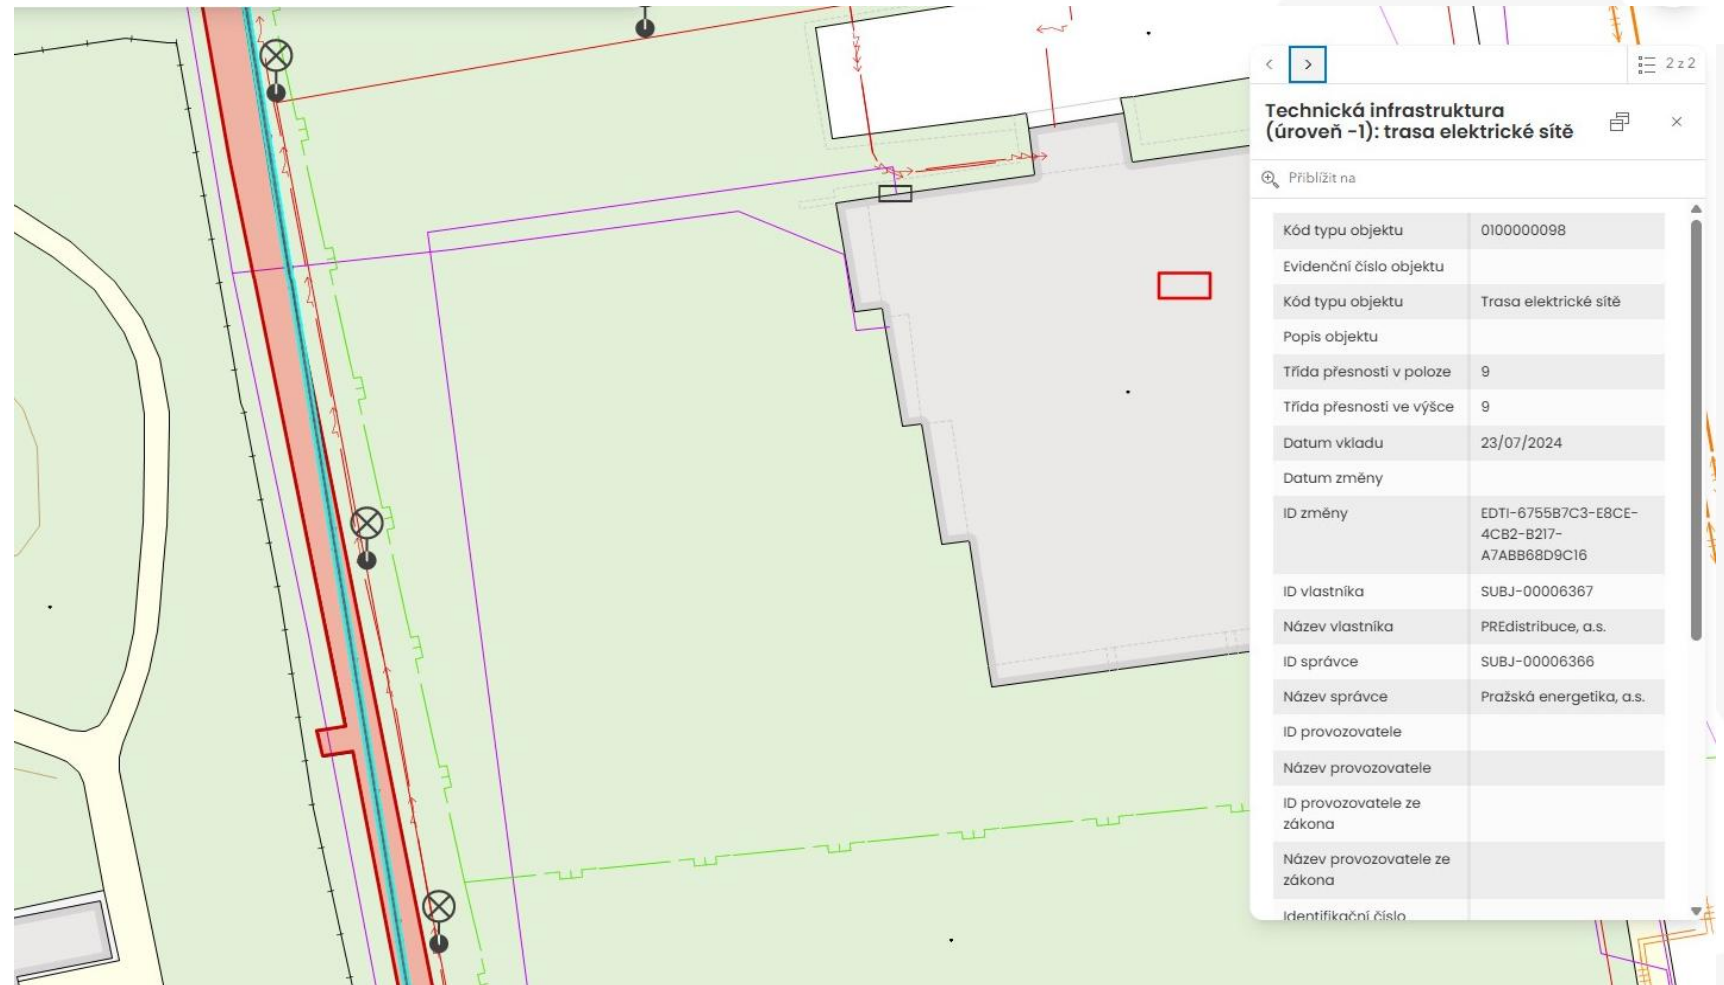 2 z 2
Technická infrastruktura
(úroveň -1): trasa elektrické sítě
Přiblížit na
Kód typu objektu 0100000098
Evidenční číslo objektu
Kód typu objektu Trasa elektrické sítě
Popis objektu
Třída přesnosti v poloze 9
Třída přesnosti ve výšce 9
Datum vkladu 23/07/2024
Datum změny
ID změny EDTI-6755B7C3-E8CE-
4CB2-B217-
A7ABB68D9C16
ID vlastníka SUBJ-00006367
Název vlastníka PREdistribuce, a.s.
ID správce SUBJ-00006366
Název správce Pražská energetika, a.s.
ID provozovatele
Název provozovatele
ID provozovatele ze
zákona
Název provozovatele ze
zákona
Identifikační číslo